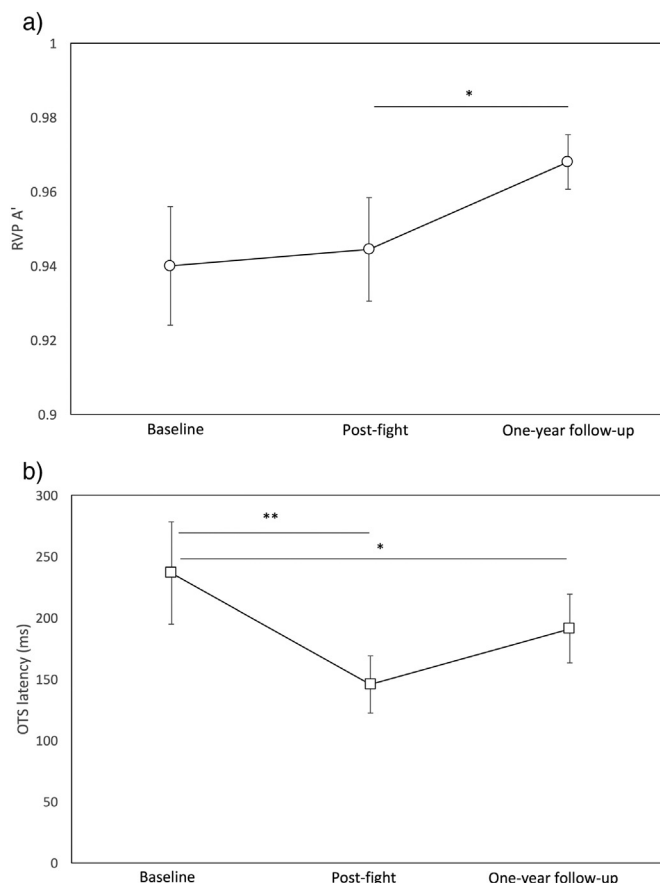 a)
1
*
0.98
0.96
RVP A'
0.94
0.92
0.9
Baseline Post-fight One-year follow-up
b)
300
**
250
*
200
OTS latency (ms)
150
100
50
0
Baseline Post-fight One-year follow-up